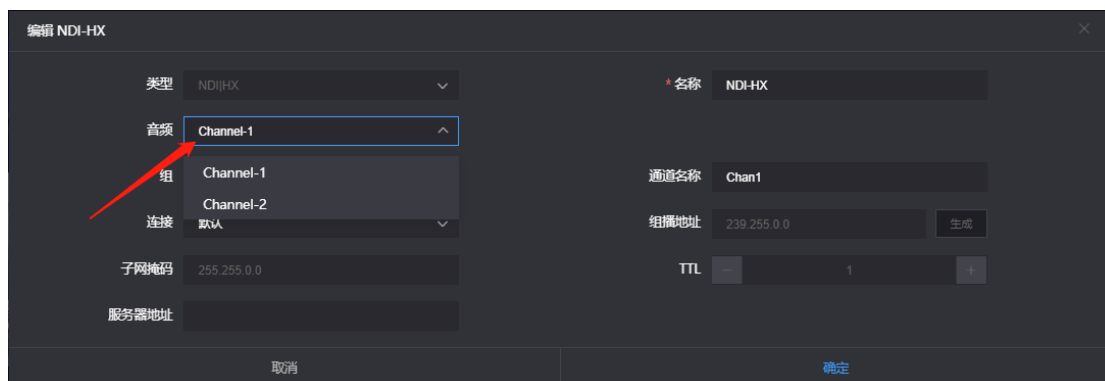 编辑 NDI-HX
类型 NDI|HX * 名称 NDI-HX
音频 Channel-1
Channel-1
组 通道名称 Chan1
Channel-2
连接 默认 组播地址 239.255.0.0 生成
子网掩码 255.255.0.0 TTL - 1 +
服务器地址
取消 确定